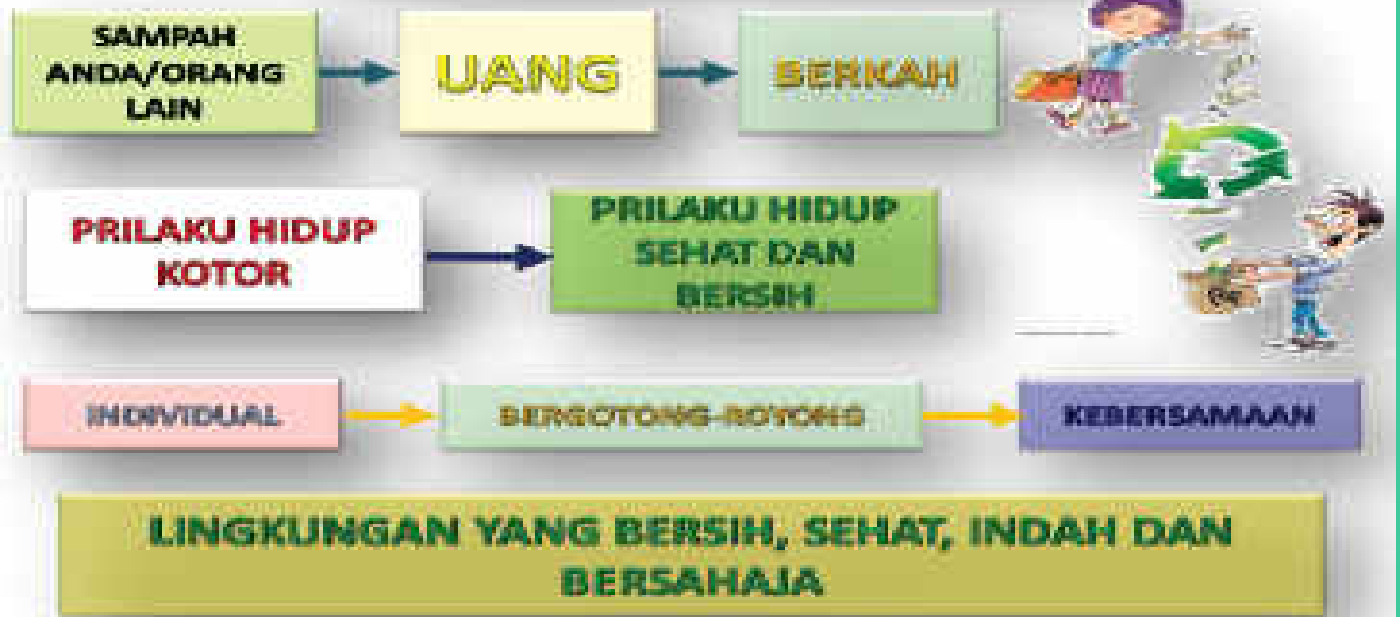 SAMPAH
ANDA/ORANG
LAIN
UANG
BERKAH
PRILAKU HIDUP
KOTOR
PRILAKU HIDUP
SEHAT DAN
BERSIH
INDIVIDUAL
BERGOTONG-ROYONG
KEBERSAMAAN
LINGKUNGAN YANG BERSIH, SEHAT, INDAH DAN
BERSAHAJA